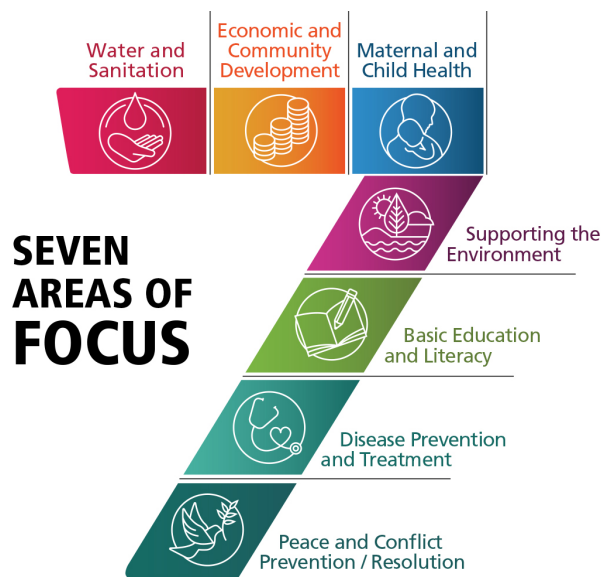 Water and
Sanitation
Economic and
Community
Development
Maternal and
Child Health
SEVEN
AREAS OF
FOCUS
Supporting the
Environment
Basic Education
and Literacy
Disease Prevention
and Treatment
Peace and Conflict
Prevention / Resolution